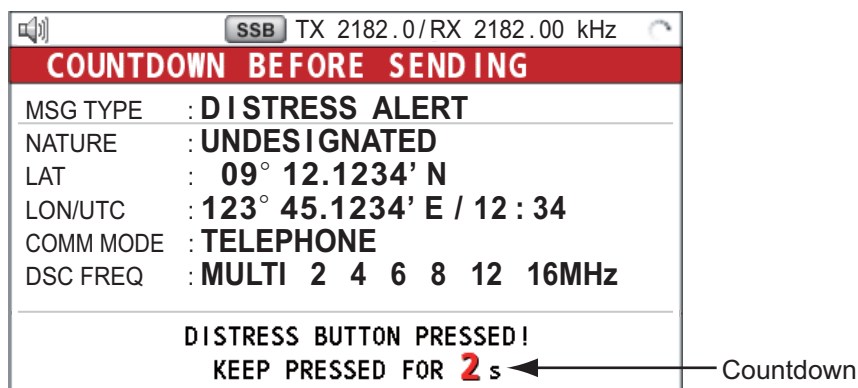 SSB TX 2182.0/RX 2182.00 kHz
COUNTDOWN BEFORE SENDING
MSG TYPE : DISTRESS ALERT
NATURE : UNDESIGNATED
LAT : 09° 12.1234’ N
LON/UTC : 123° 45.1234’ E / 12 : 34
COMM MODE : TELEPHONE
DSC FREQ : MULTI 2 4 6 8 12 16MHz
DISTRESS BUTTON PRESSED!
KEEP PRESSED FOR 2 s
Countdown